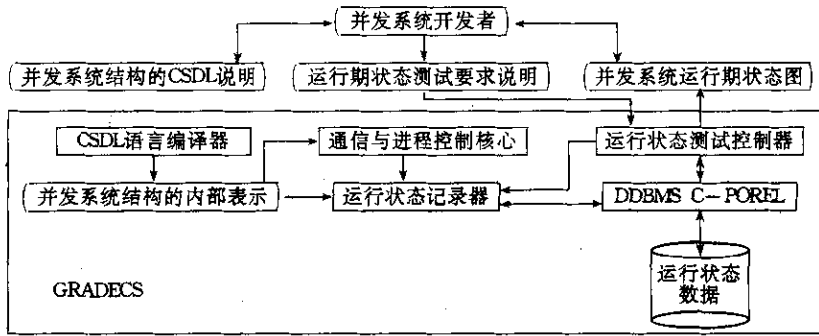 并发系统开发者
并发系统结构的CSDL说明
运行期状态测试要求说明
并发系统运行期状态图
CSDL语言编译器
通信与进程控制核心
运行状态测试控制器
并发系统结构的内部表示
运行状态记录器
DDBMS C-POREL
运行状态
数据
GRADECS